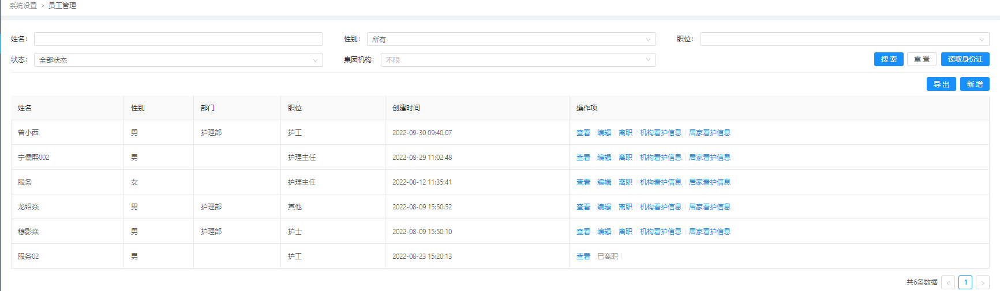 系统设置 > 员工管理
姓名: 性别: 所有 职位:
状态: 全部状态 集团机构: 不限 搜 索 重 置 读取身份证
导 出 新 增
姓名 性别 部门 职位 创建时间 操作项
曾小西 男 护理部 护工 2022-09-30 09:40:07 查看 编辑 离职 机构看护信息 居家看护信息
宁儒熙002 男 护理主任 2022-08-29 11:02:48 查看 编辑 离职 机构看护信息 居家看护信息
服务 女 护理主任 2022-08-12 11:35:41 查看 编辑 离职 机构看护信息 居家看护信息
龙绍焱 男 护理部 其他 2022-08-09 15:50:52 查看 编辑 离职 机构看护信息 居家看护信息
穆影焱 男 护理部 护士 2022-08-09 15:50:10 查看 编辑 离职 机构看护信息 居家看护信息
服务02 男 护工 2022-08-23 15:20:13 查看 已离职
共6条数据 < 1 >